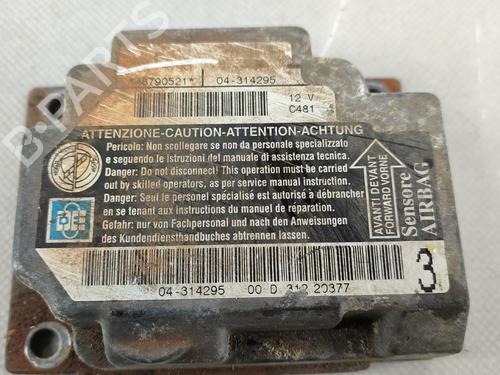 46790521*
04-314295
12 V
C481
ATTENZIONE-CAUTION-ATTENTION-ACHTUNG
Pericolo: Non scollegare se non da personale specializzato
e seguendo le istruzioni del manuale di assistenza tecnica.
Danger: Do not disconnect! This operation must be carried
out by skilled operators, as per service manual instruction.
Danger: Seul le personel spécialisé est autorisé à débrancher
en se tenant aux instructions du manuel de réparation.
Gefahr: nur von Fachpersonal und nach den Anweisungen
des Kundendiensthandbuches abtrennen lassen.
AVANTI DEVANT
FORWARD VORNE
Sensore
AIRBAG
04-314295 00 D 312 20377
3
B-PARTS